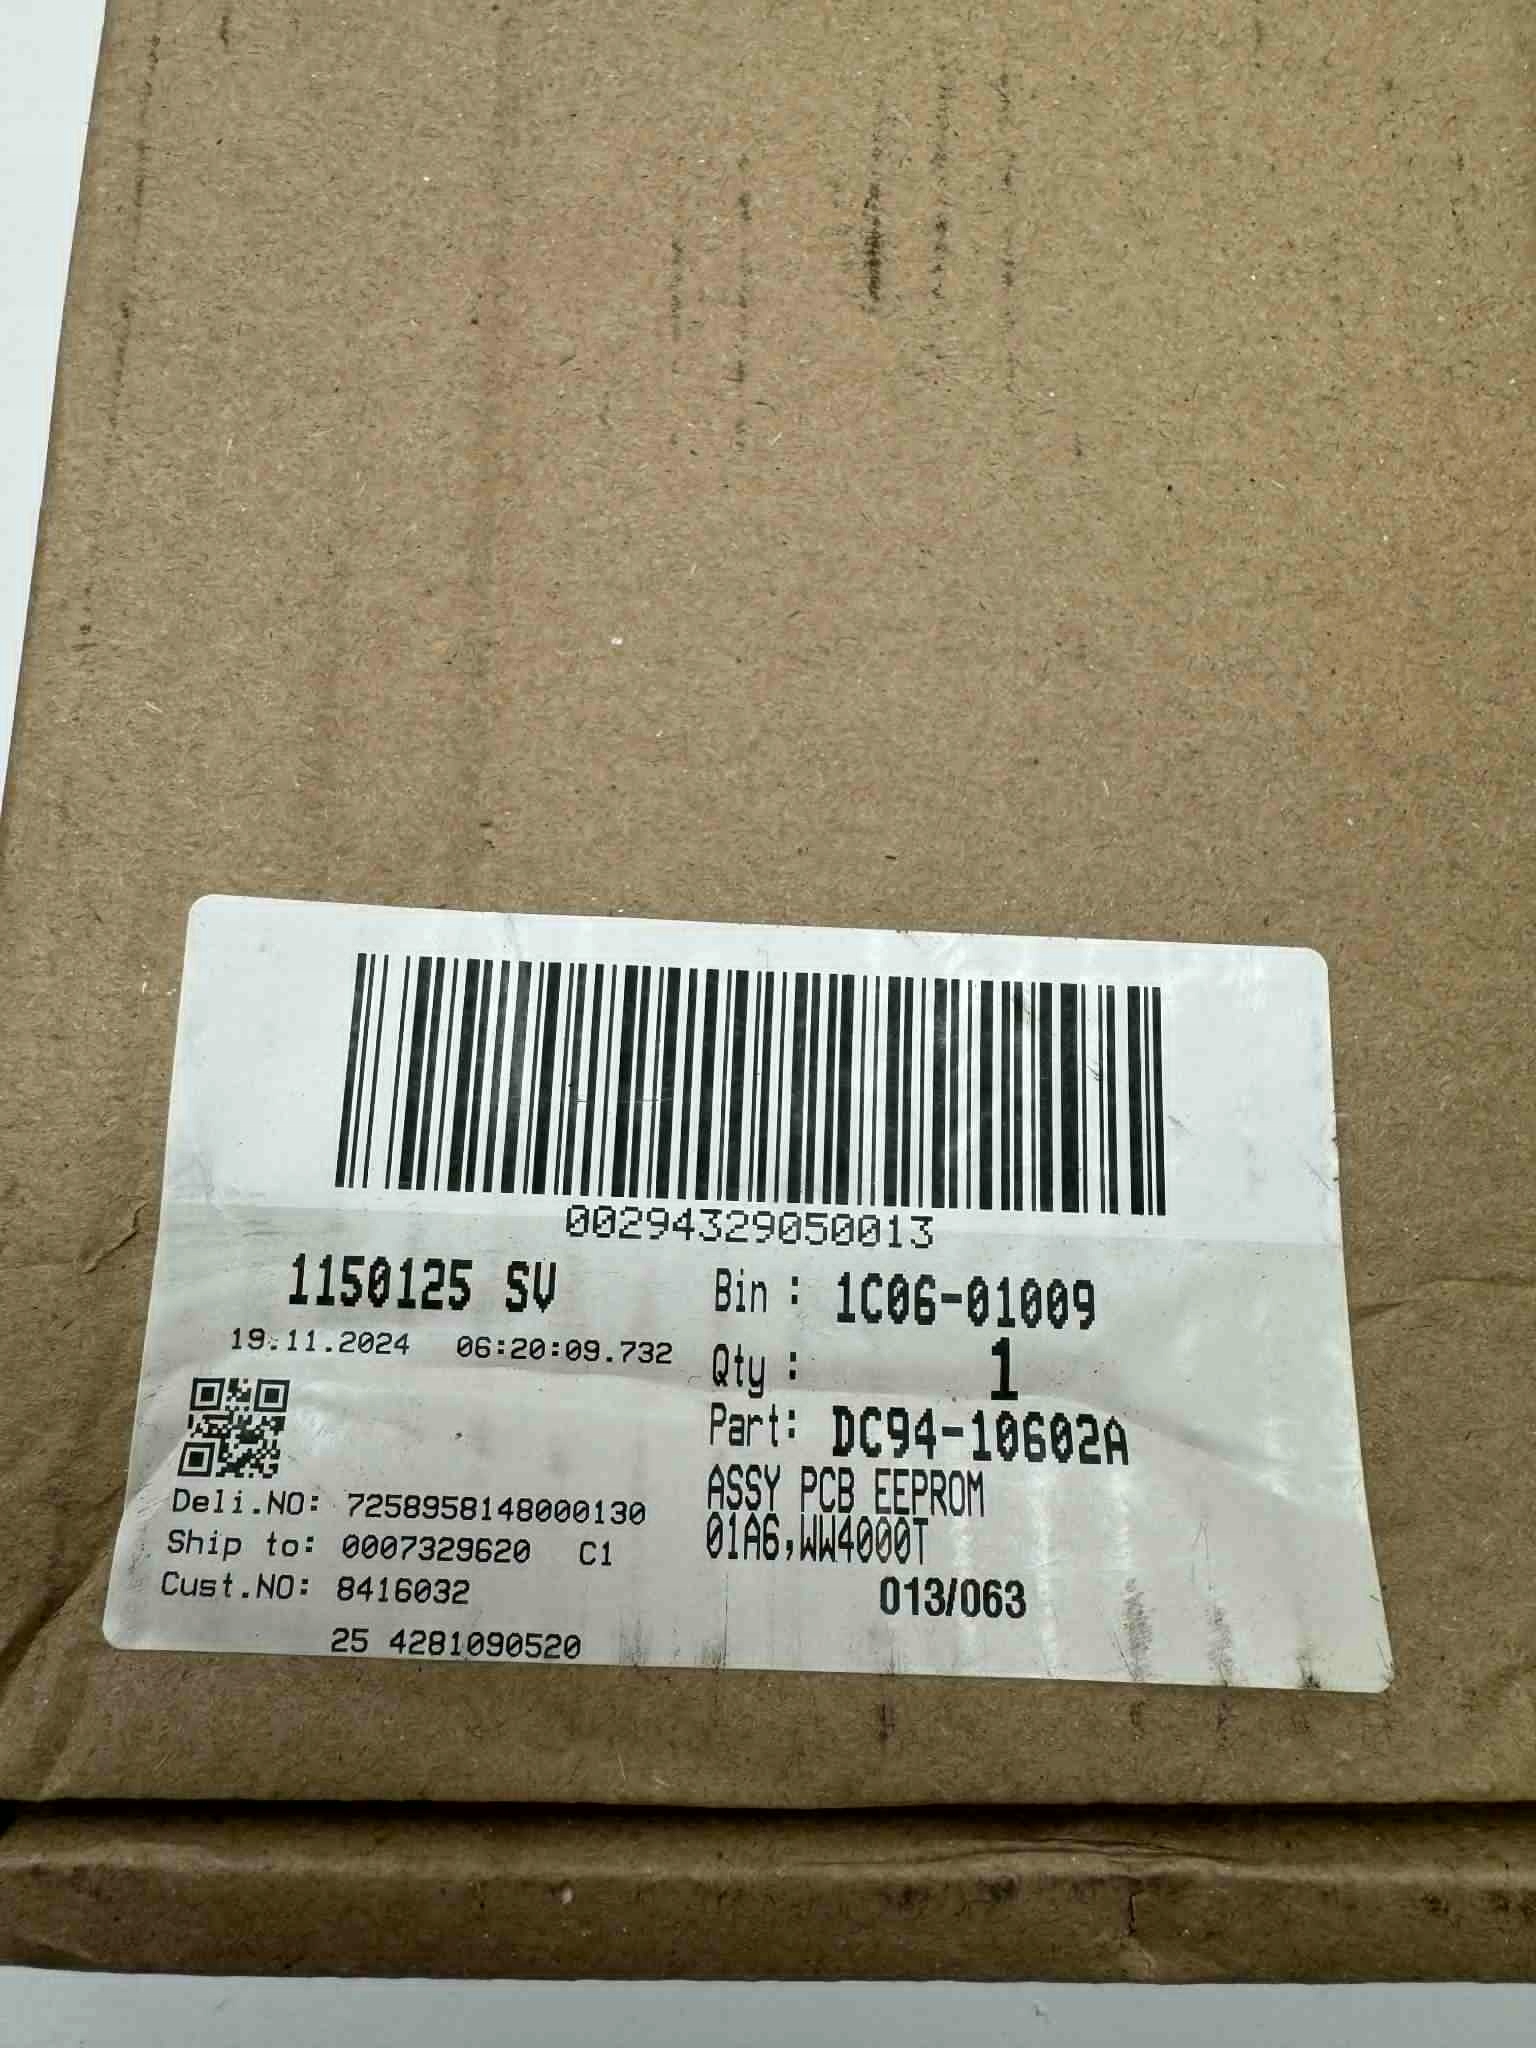 00294329050013
1150125 SV
19.11.2024 06:20:09.732
Bin : 1C06-01009
Qty : 1
Part: DC94-10602A
ASSY PCB EEPROM
01A6,WW4000T
013/063
Deli.NO: 7258958148000130
Ship to: 0007329620 C1
Cust.NO: 8416032
25 4281090520